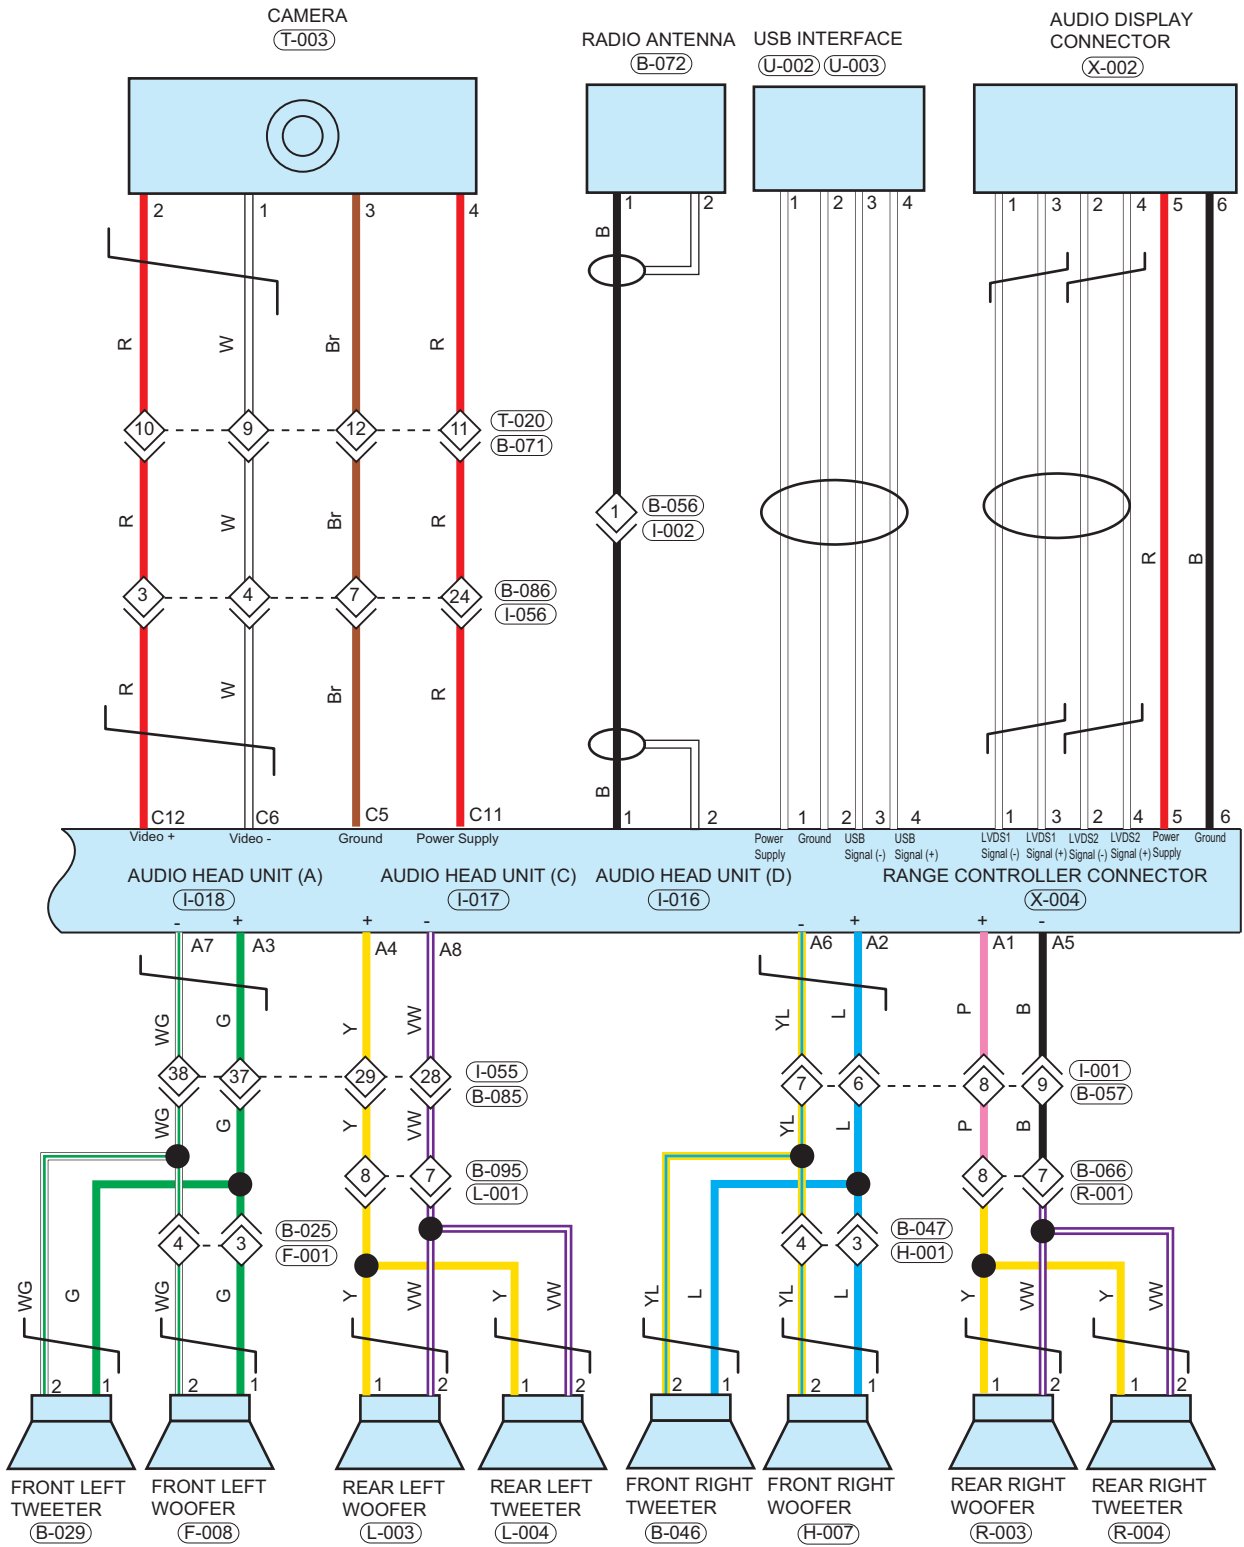 CAMERA
T-003
RADIO ANTENNA
B-072
USB INTERFACE
U-002 U-003
AUDIO DISPLAY
CONNECTOR
X-002
2 1 3 4
1 2
1 2 3 4
1 3 2 4 5 6
B
R W Br R
10 9 12 11
T-020
B-071
1
B-056
I-002
R W Br R
R B
3 4 7 24
B-086
I-056
R W Br R
B
C12 C6 C5 C11
1 2
1 2 3 4
1 3 2 4 5 6
Video +
Video -
Ground
Power Supply
Power
Supply
Ground
USB
Signal (-)
USB
Signal (+)
LVDS1
Signal (-)
LVDS1
Signal (+)
LVDS2
Signal (-)
LVDS2
Signal (+)
Power
Supply
Ground
AUDIO HEAD UNIT (A)
I-018
AUDIO HEAD UNIT (C)
I-017
AUDIO HEAD UNIT (D)
I-016
RANGE CONTROLLER CONNECTOR
X-004
- + + - - + + -
A7 A3 A4 A8 A6 A2 A1 A5
WG G Y VW YL L P B
38 37 29 28
I-055
B-085
7 6 8 9
I-001
B-057
WG G Y VW YL L P B
8 7
B-095
L-001
8 7
B-066
R-001
4 3
B-025
F-001
4 3
B-047
H-001
WG G WG G Y VW Y VW YL L YL L Y VW Y VW
2 1 2 1 1 2 1 2 2 1 2 1 1 2 1 2
FRONT LEFT
TWEETER
B-029
FRONT LEFT
WOOFER
F-008
REAR LEFT
WOOFER
L-003
REAR LEFT
TWEETER
L-004
FRONT RIGHT
TWEETER
B-046
FRONT RIGHT
WOOFER
H-007
REAR RIGHT
WOOFER
R-003
REAR RIGHT
TWEETER
R-004